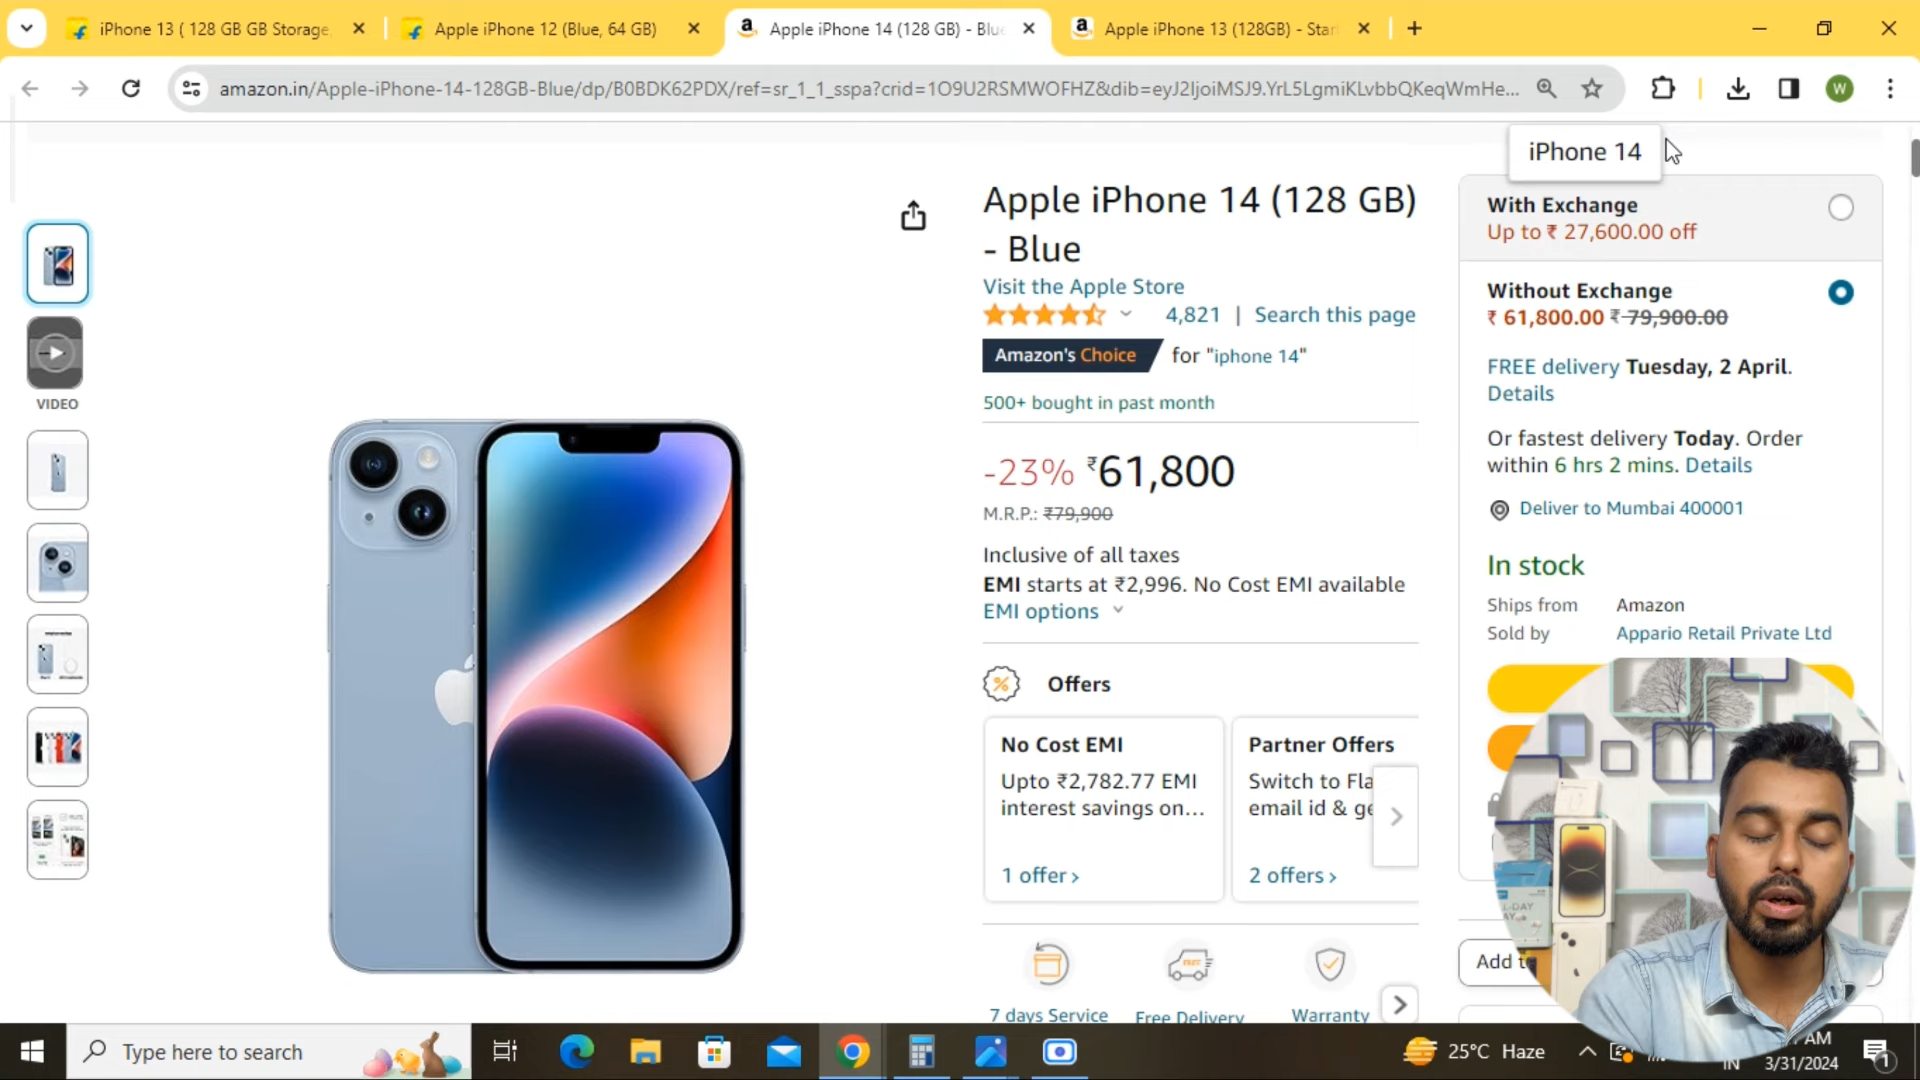 iPhone 13 ( 128 GB GB Storage,
Apple iPhone 12 (Blue, 64 GB)
Apple iPhone 14 (128 GB) - Blue
Apple iPhone 13 (128GB) - Star
amazon.in/Apple-iPhone-14-128GB-Blue/dp/B0BDK62PDX/ref=sr_1_1_sspa?crid=1O9U2RSMWOFHZ&dib=eyJ2IjoiMSJ9.YrL5LgmiKLvbbQKeqWmHe...
W
iPhone 14
VIDEO
Apple iPhone 14 (128 GB)
- Blue
Visit the Apple Store
4,821 | Search this page
Amazon's Choice for "iphone 14"
500+ bought in past month
-23% ₹61,800
M.R.P.: ₹79,900
Inclusive of all taxes
EMI starts at ₹2,996. No Cost EMI available
EMI options
Offers
No Cost EMI
Upto ₹2,782.77 EMI
interest savings on...
1 offer
Partner Offers
Switch to Fla
email id & ge
2 offers
7 days Service
Free Delivery
Warranty
With Exchange
Up to ₹ 27,600.00 off
Without Exchange
₹ 61,800.00 ₹ 79,900.00
FREE delivery Tuesday, 2 April.
Details
Or fastest delivery Today. Order
within 6 hrs 2 mins. Details
Deliver to Mumbai 400001
In stock
Ships from Amazon
Sold by Appario Retail Private Ltd
Add t
Type here to search
25°C Haze
AM
IN
3/31/2024
1